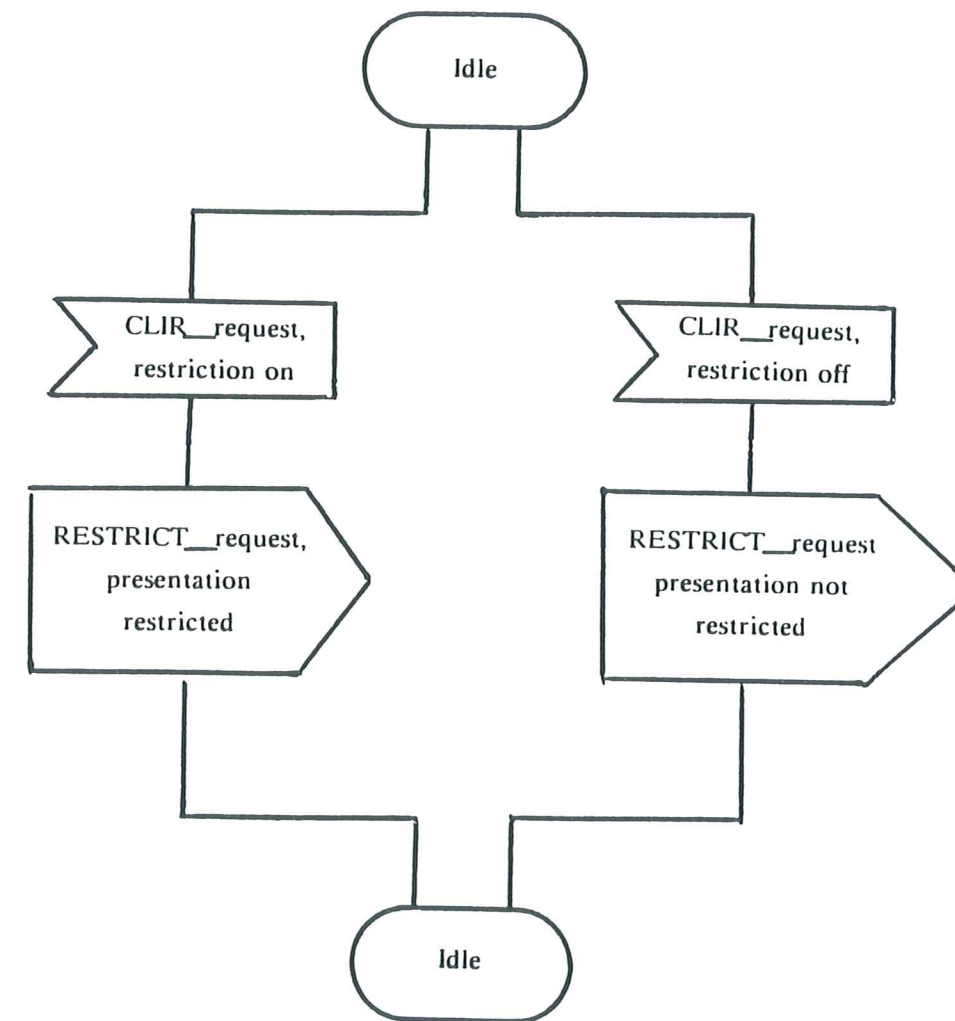 Idle
CLIR__request,
restriction on
CLIR__request,
restriction off
RESTRICT__request,
presentation
restricted
RESTRICT__request
presentation not
restricted
Idle